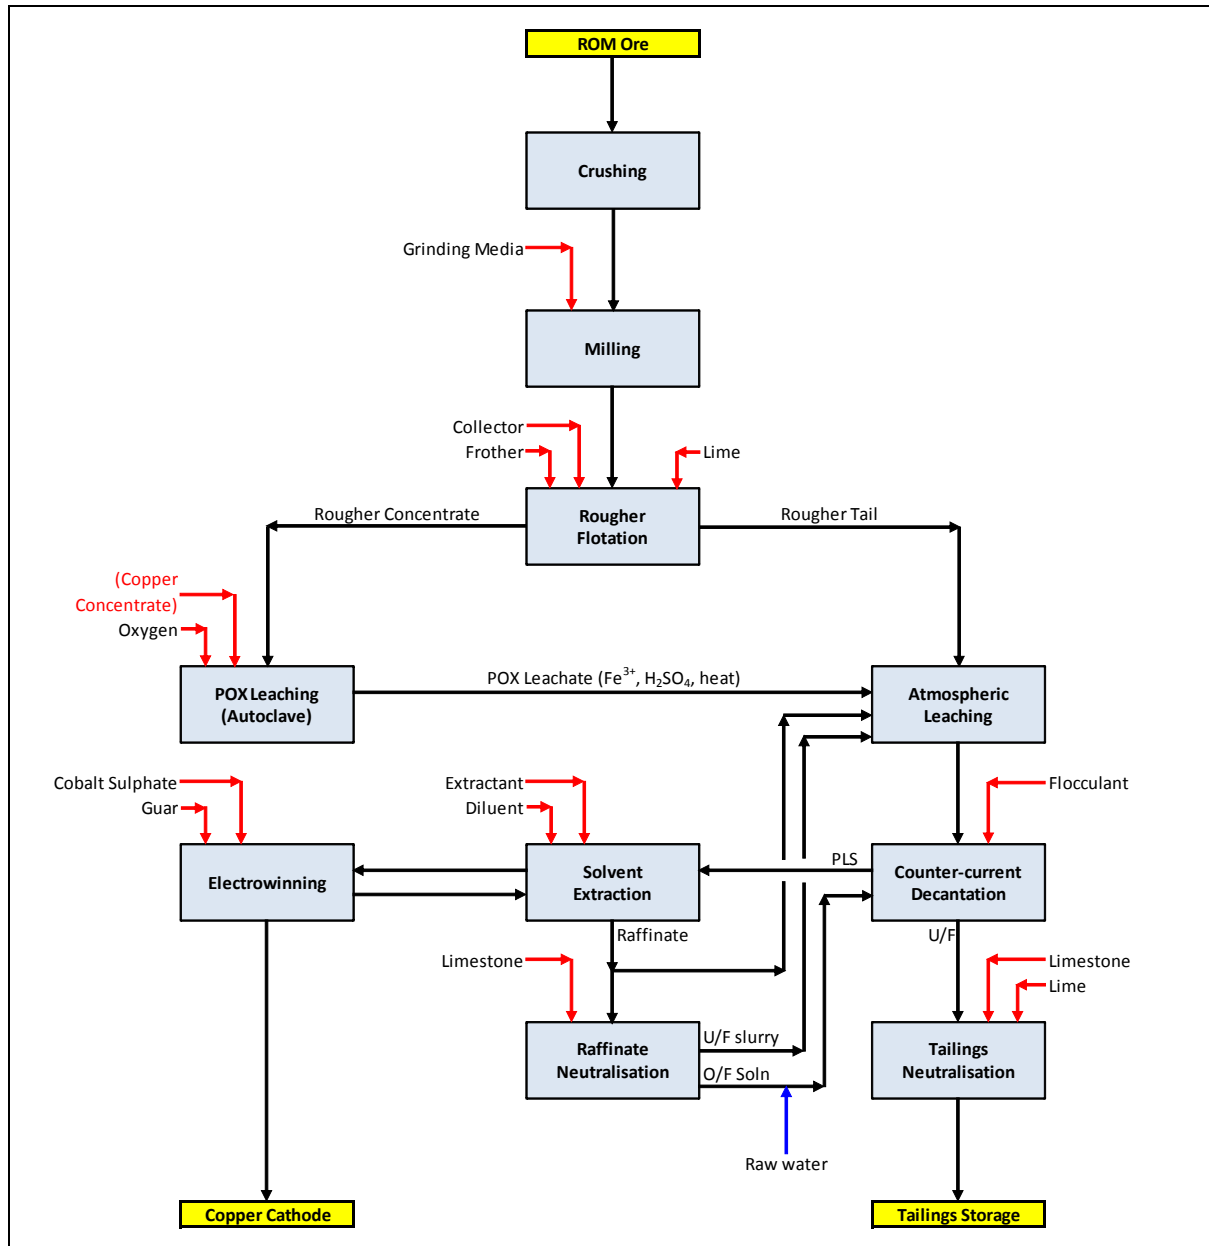 ROM Ore
Crushing
Grinding Media
Milling
Collector
Frother
Lime
Rougher
Flotation
Rougher Concentrate
Rougher Tail
(Copper
Concentrate)
Oxygen
POX Leaching
(Autoclave)
POX Leachate (Fe³⁺, H₂SO₄, heat)
Atmospheric
Leaching
Cobalt Sulphate
Guar
Extractant
Diluent
Flocculant
Electrowinning
Solvent
Extraction
PLS
Counter-current
Decantation
Raffinate
U/F
Limestone
Limestone
Lime
Raffinate
Neutralisation
U/F slurry
O/F Soln
Tailings
Neutralisation
Raw water
Copper Cathode
Tailings Storage